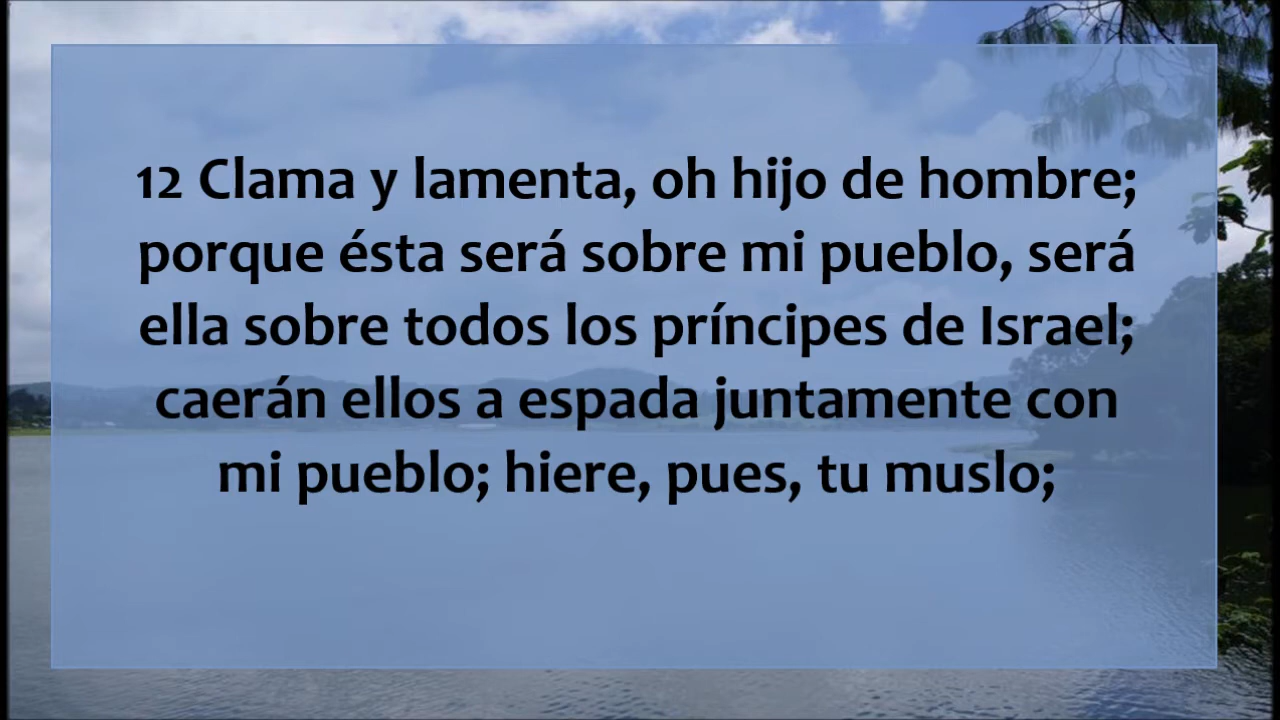 12 Clama y lamenta, oh hijo de hombre;
porque ésta será sobre mi pueblo, será
ella sobre todos los príncipes de Israel;
caerán ellos a espada juntamente con
mi pueblo; hiere, pues, tu muslo;